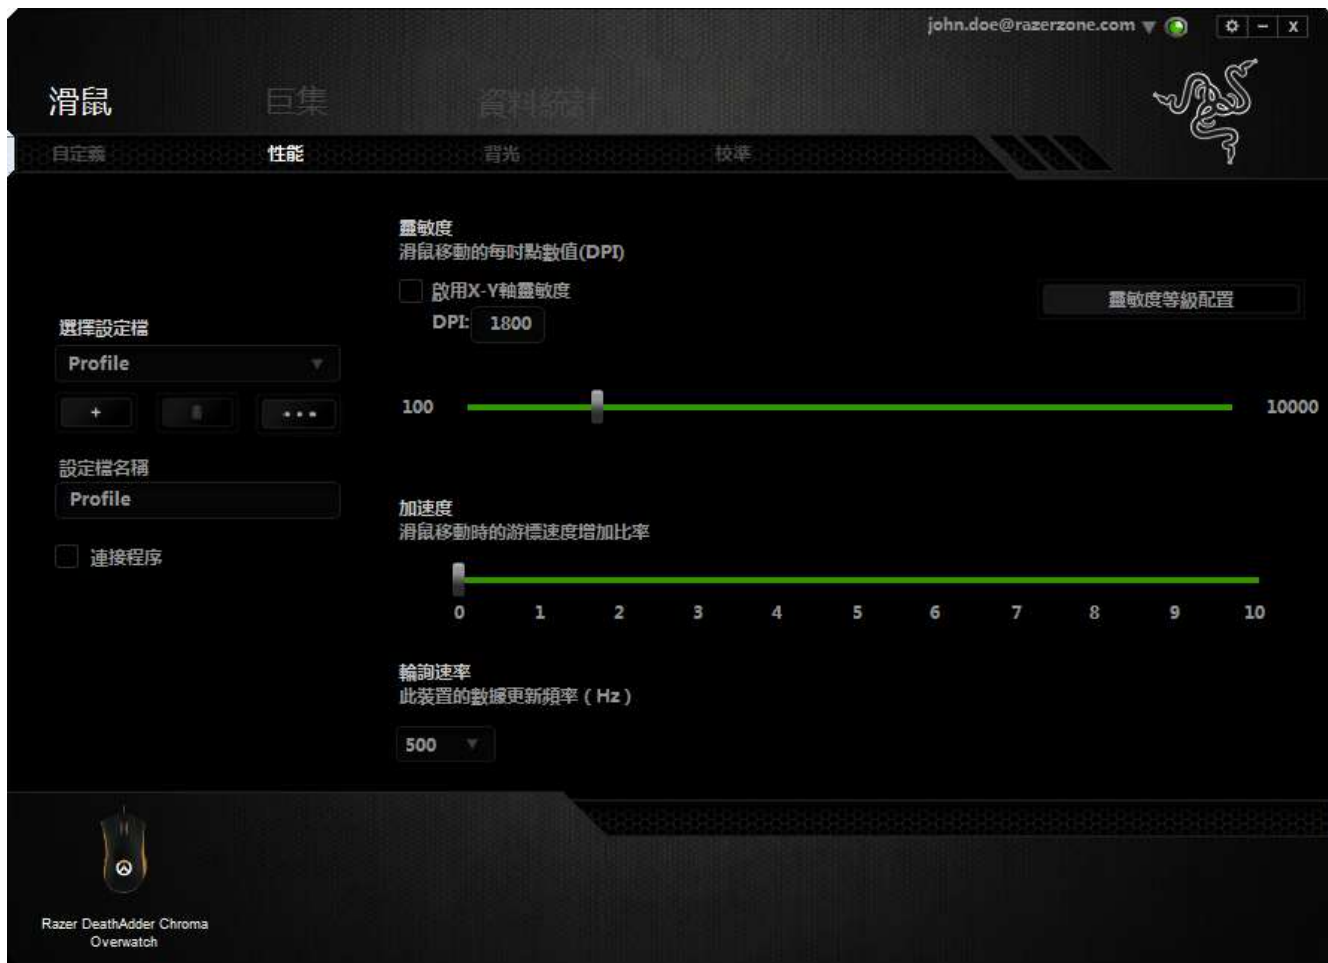 john.doe@razerzone.com
滑鼠 巨集 資料統計
自定義 性能 背光 校準
靈敏度
滑鼠移動的每吋點數值(DPI)
啟用X-Y軸靈敏度
靈敏度等級配置
DPI: 1800
選擇設定檔
Profile
100 10000
設定檔名稱
Profile
連接程序
加速度
滑鼠移動時的游標速度增加比率
0 1 2 3 4 5 6 7 8 9 10
輪詢速率
此裝置的數據更新頻率 ( Hz )
500
Razer DeathAdder Chroma
Overwatch